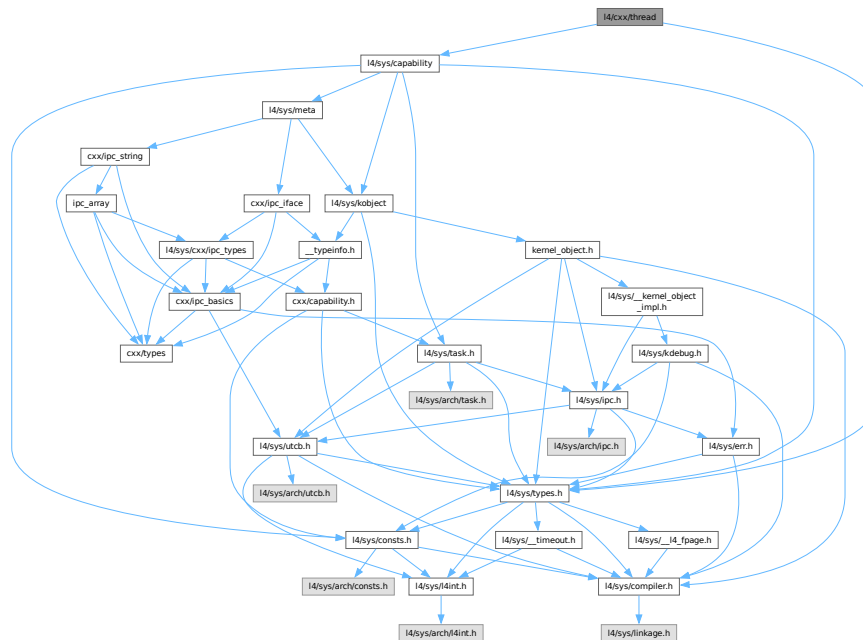 l4/cxx/thread
l4/sys/capability
l4/sys/meta
cxx/ipc_string
ipc_array
cxx/ipc_iface
l4/sys/kobject
l4/sys/cxx/ipc_types
__typeinfo.h
kernel_object.h
cxx/ipc_basics
cxx/capability.h
l4/sys/__kernel_object
_impl.h
cxx/types
l4/sys/task.h
l4/sys/kdebug.h
l4/sys/arch/task.h
l4/sys/ipc.h
l4/sys/utcb.h
l4/sys/arch/ipc.h
l4/sys/err.h
l4/sys/arch/utcb.h
l4/sys/types.h
l4/sys/consts.h
l4/sys/__timeout.h
l4/sys/__l4_fpage.h
l4/sys/arch/consts.h
l4/sys/l4int.h
l4/sys/compiler.h
l4/sys/arch/l4int.h
l4/sys/linkage.h